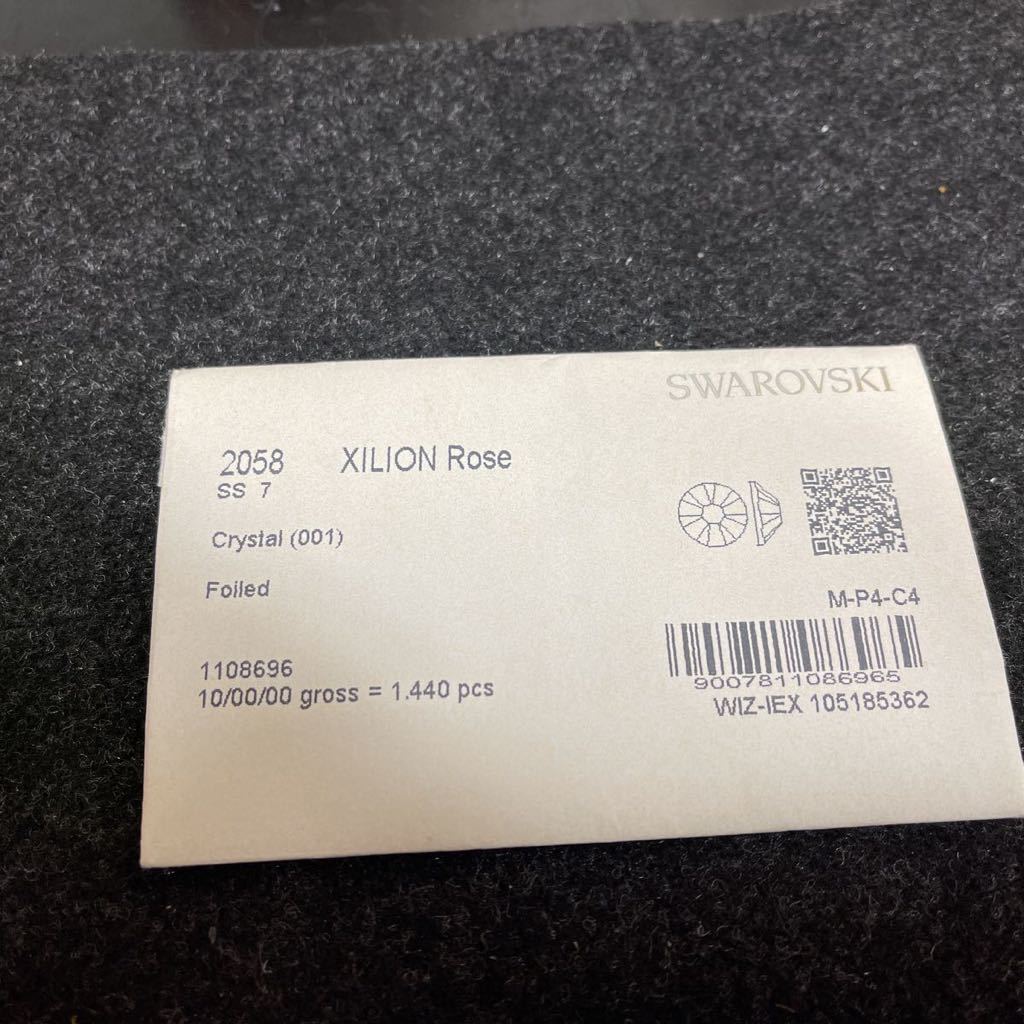 SWAROVSKI
2058 XILION Rose
SS 7
Crystal (001)
Foiled
M-P4-C4
1108696
10/00/00 gross = 1.440 pcs
9007811086965
WIZ-IEX 105185362